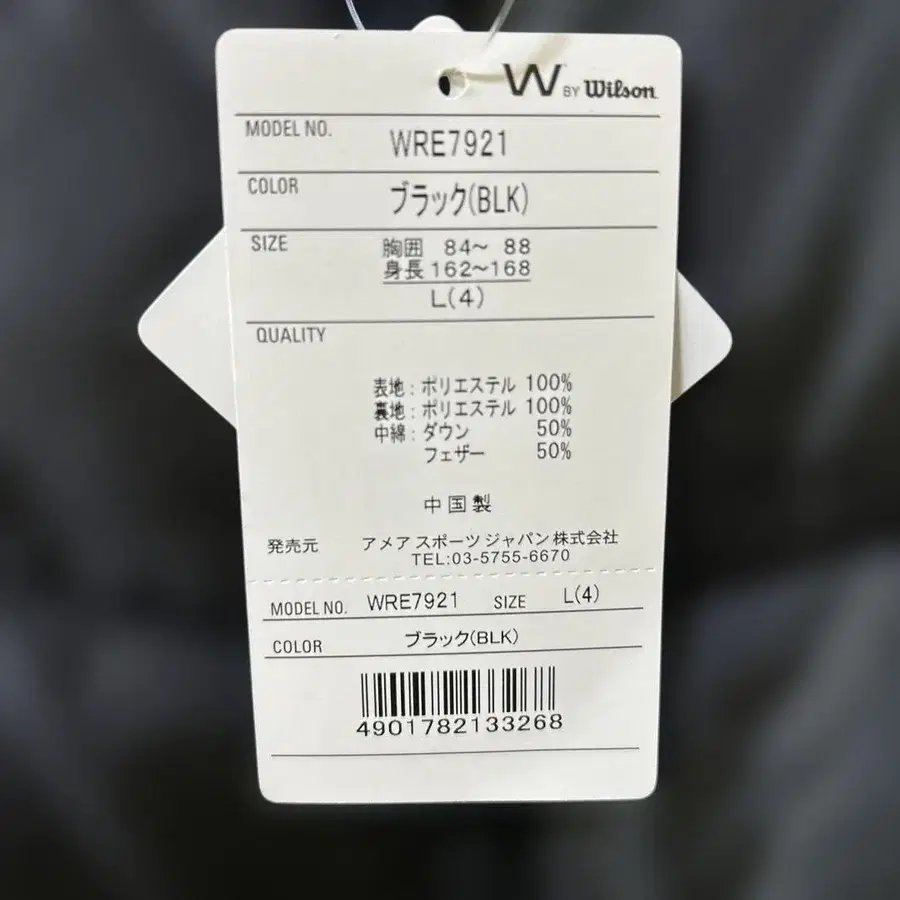 W BY Wilson
MODEL NO. WRE7921
COLOR ブラック(BLK)
SIZE 胸囲 84～ 88
身長 162～168
L(4)
QUALITY
表地：ポリエステル 100%
裏地：ポリエステル 100%
中綿：ダウン 50%
フェザー 50%
中国製
発売元 アメア スポーツ ジャパン 株式会社
TEL:03-5755-6670
MODEL NO. WRE7921 SIZE L(4)
COLOR ブラック(BLK)
4901782133268